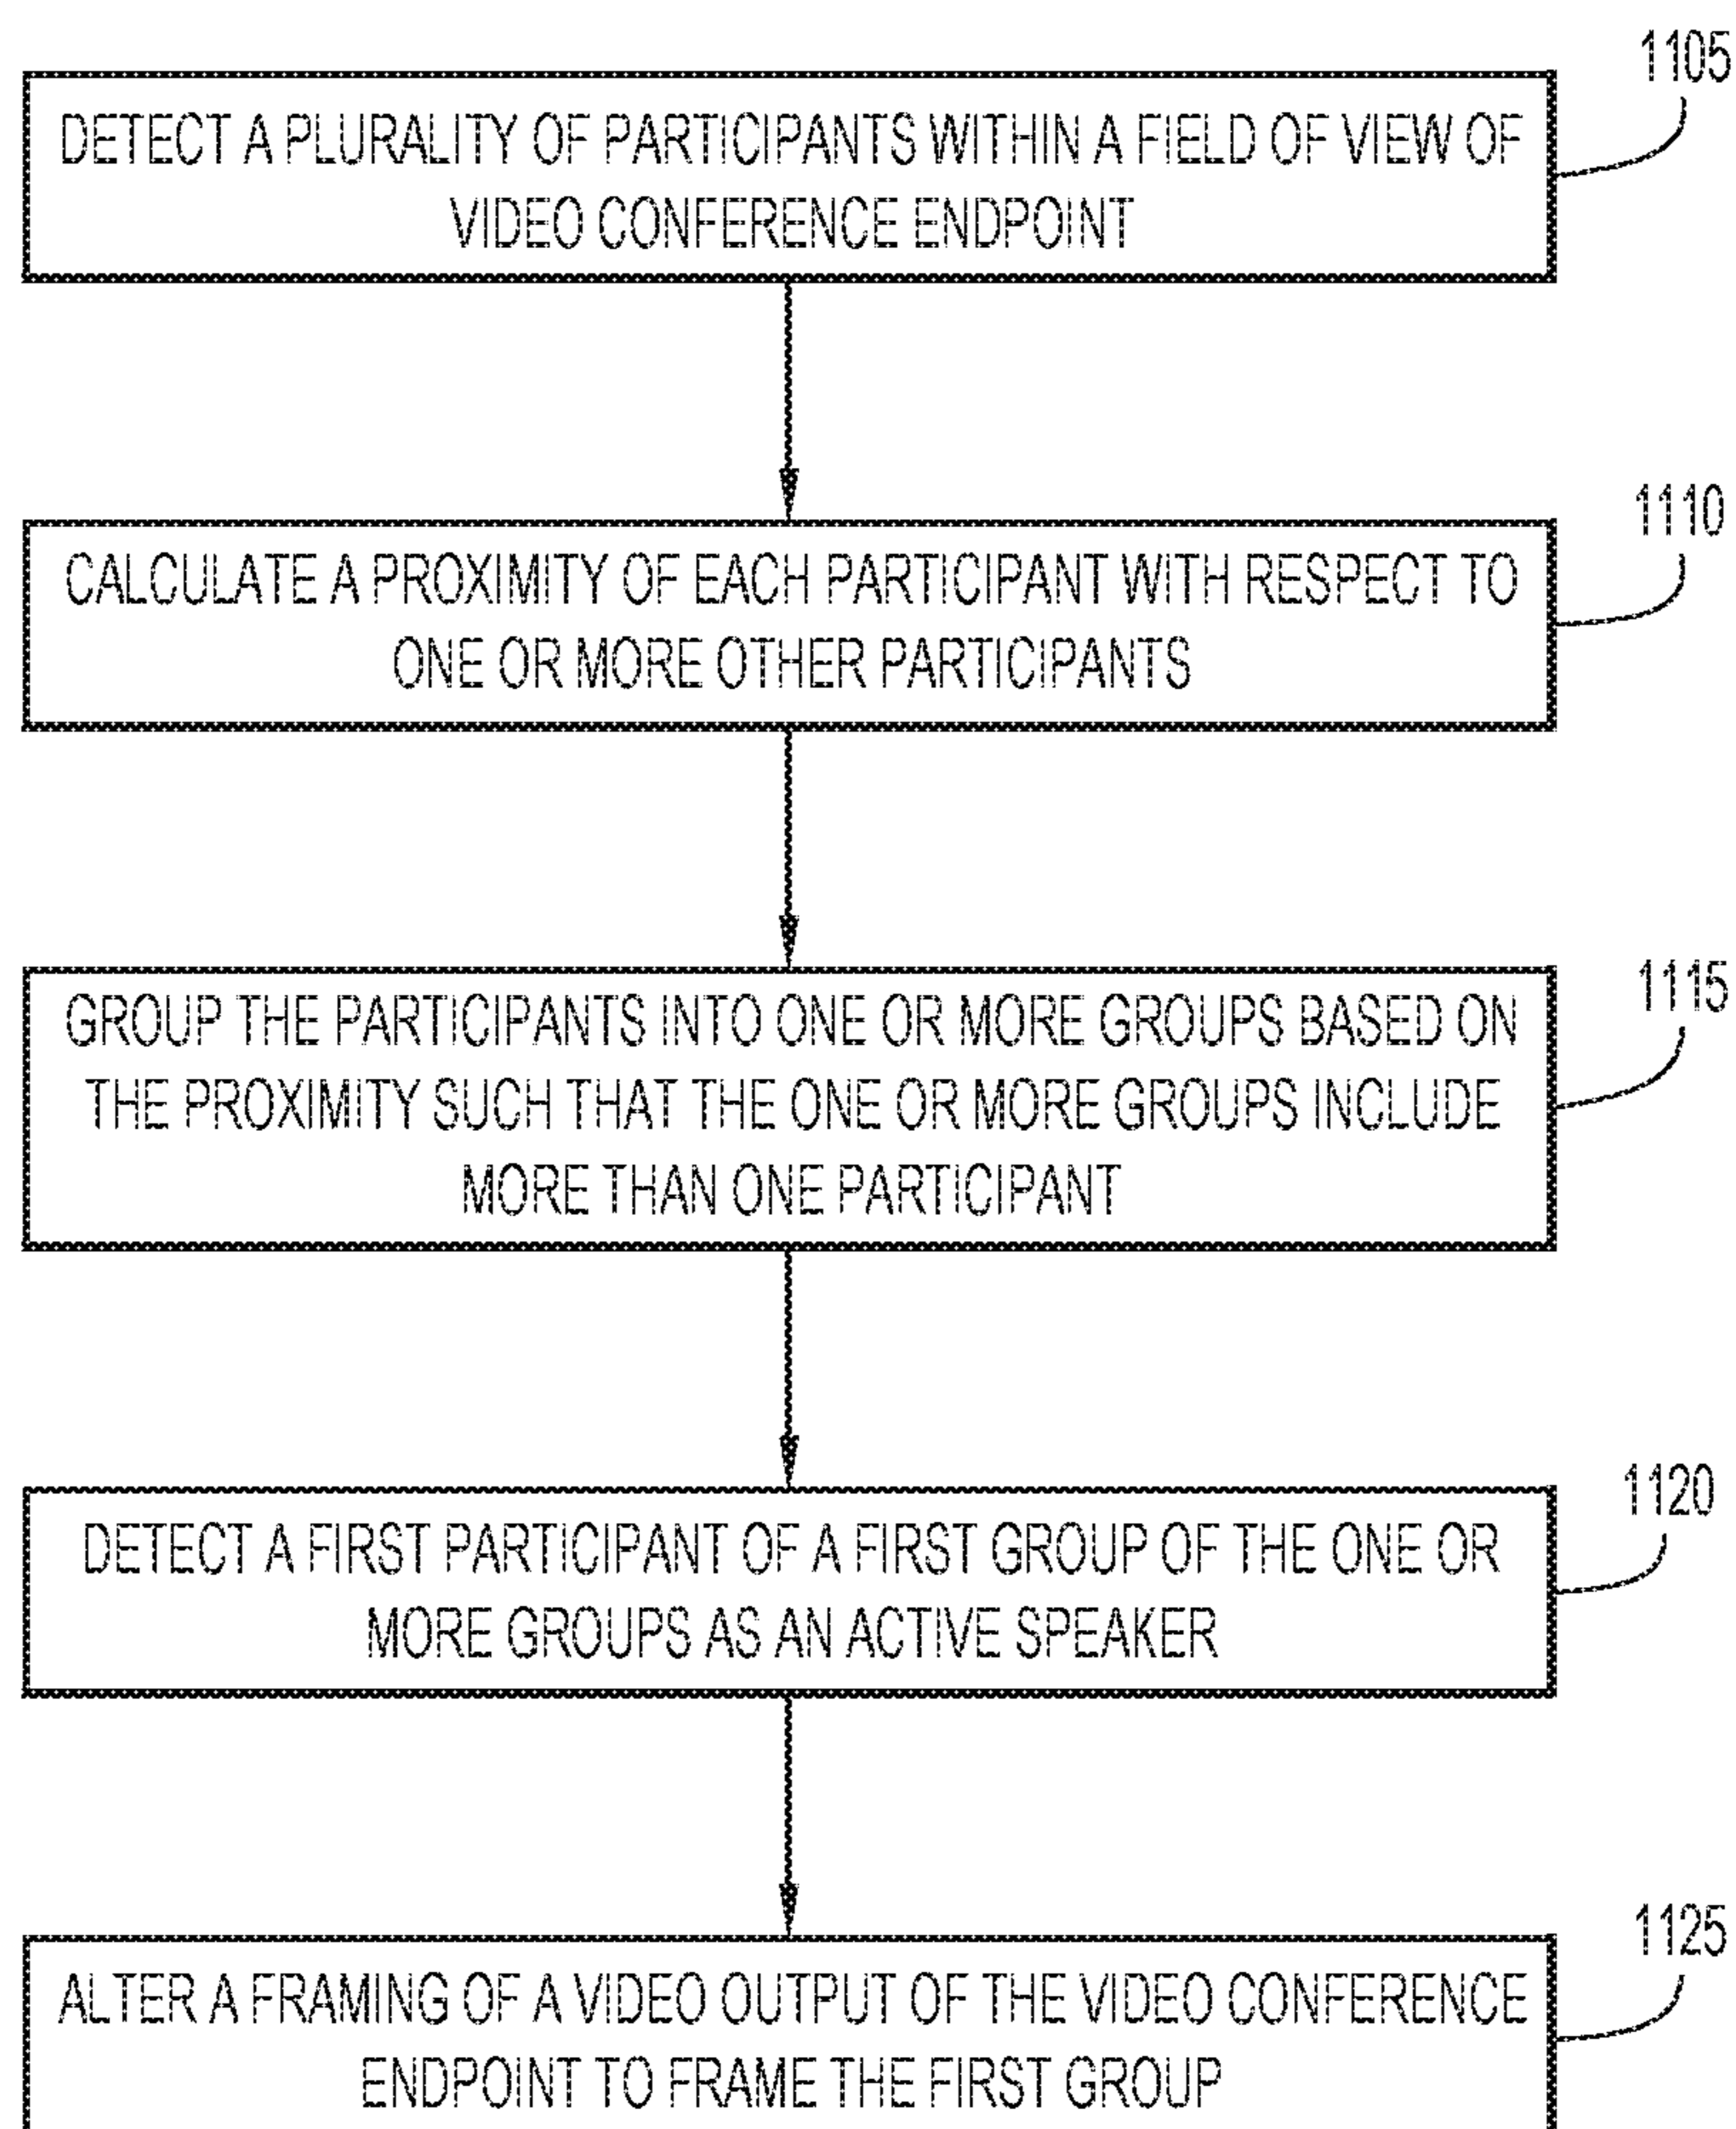 1105
DETECT A PLURALITY OF PARTICIPANTS WITHIN A FIELD OF VIEW OF
VIDEO CONFERENCE ENDPOINT
1110
CALCULATE A PROXIMITY OF EACH PARTICIPANT WITH RESPECT TO
ONE OR MORE OTHER PARTICIPANTS
1115
GROUP THE PARTICIPANTS INTO ONE OR MORE GROUPS BASED ON
THE PROXIMITY SUCH THAT THE ONE OR MORE GROUPS INCLUDE
MORE THAN ONE PARTICIPANT
1120
DETECT A FIRST PARTICIPANT OF A FIRST GROUP OF THE ONE OR
MORE GROUPS AS AN ACTIVE SPEAKER
1125
ALTER A FRAMING OF A VIDEO OUTPUT OF THE VIDEO CONFERENCE
ENDPOINT TO FRAME THE FIRST GROUP